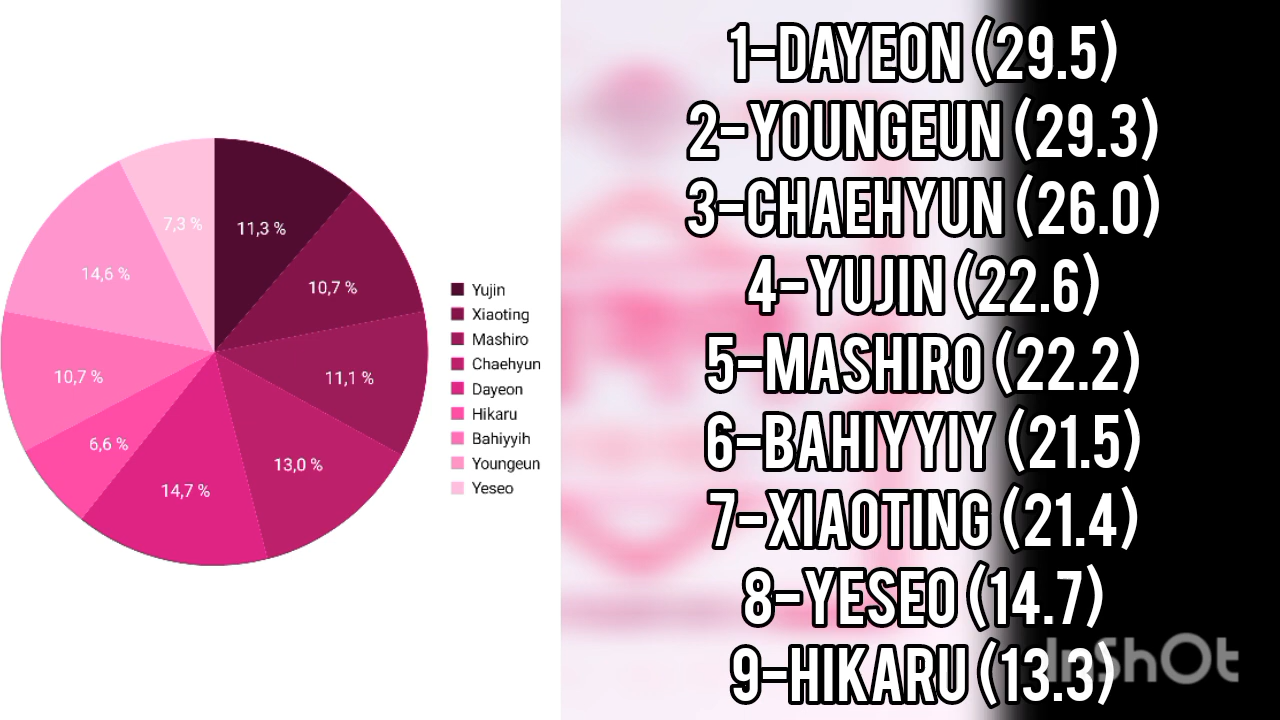 7,3 %
11,3 %
14,6 %
10,7 %
10,7 %
11,1 %
6,6 %
13,0 %
14,7 %
Yujin
Xiaoting
Mashiro
Chaehyun
Dayeon
Hikaru
Bahiyyih
Youngeun
Yeseo
1-DAYEON (29.5)
2-YOUNGEUN (29.3)
3-CHAEHYUN (26.0)
4-YUJIN (22.6)
5-MASHIRO (22.2)
6-BAHIYYIY (21.5)
7-XIAOTING (21.4)
8-YESEO (14.7)
9-HIKARU (13.3)
InShOt